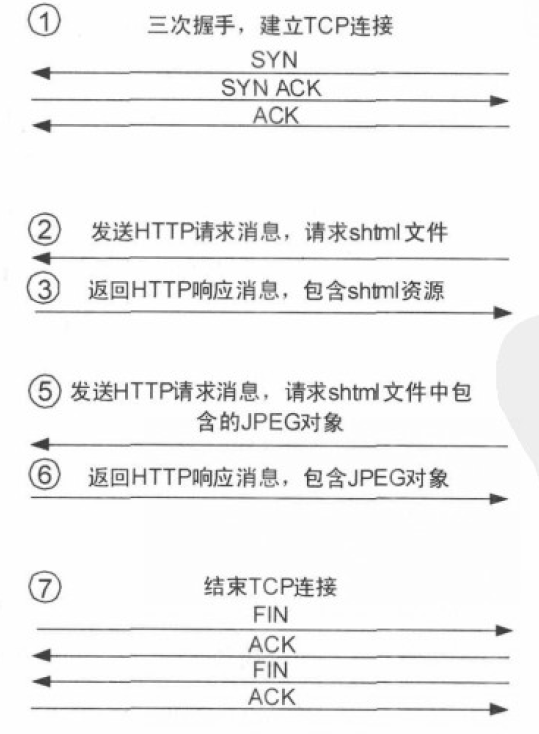 ① 三次握手，建立TCP连接
SYN
SYN ACK
ACK
② 发送HTTP请求消息，请求shtml文件
③ 返回HTTP响应消息，包含shtml资源
⑤ 发送HTTP请求消息，请求shtml文件中包
含的JPEG对象
⑥ 返回HTTP响应消息，包含JPEG对象
⑦ 结束TCP连接
FIN
ACK
FIN
ACK